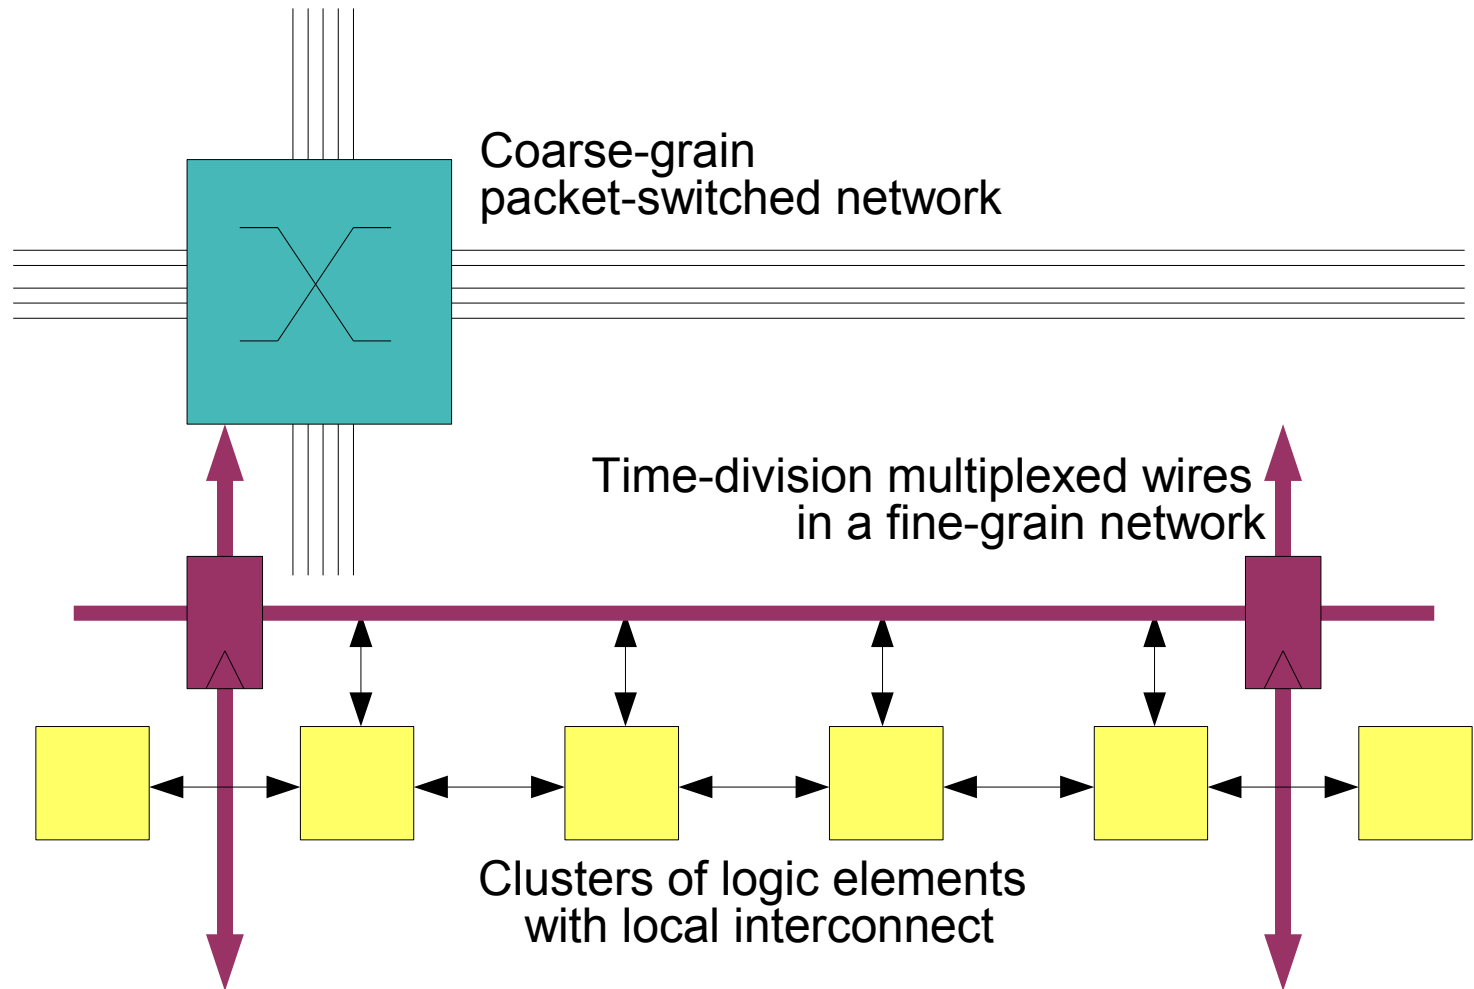 Coarse-grain
packet-switched network
Time-division multiplexed wires
in a fine-grain network
Clusters of logic elements
with local interconnect